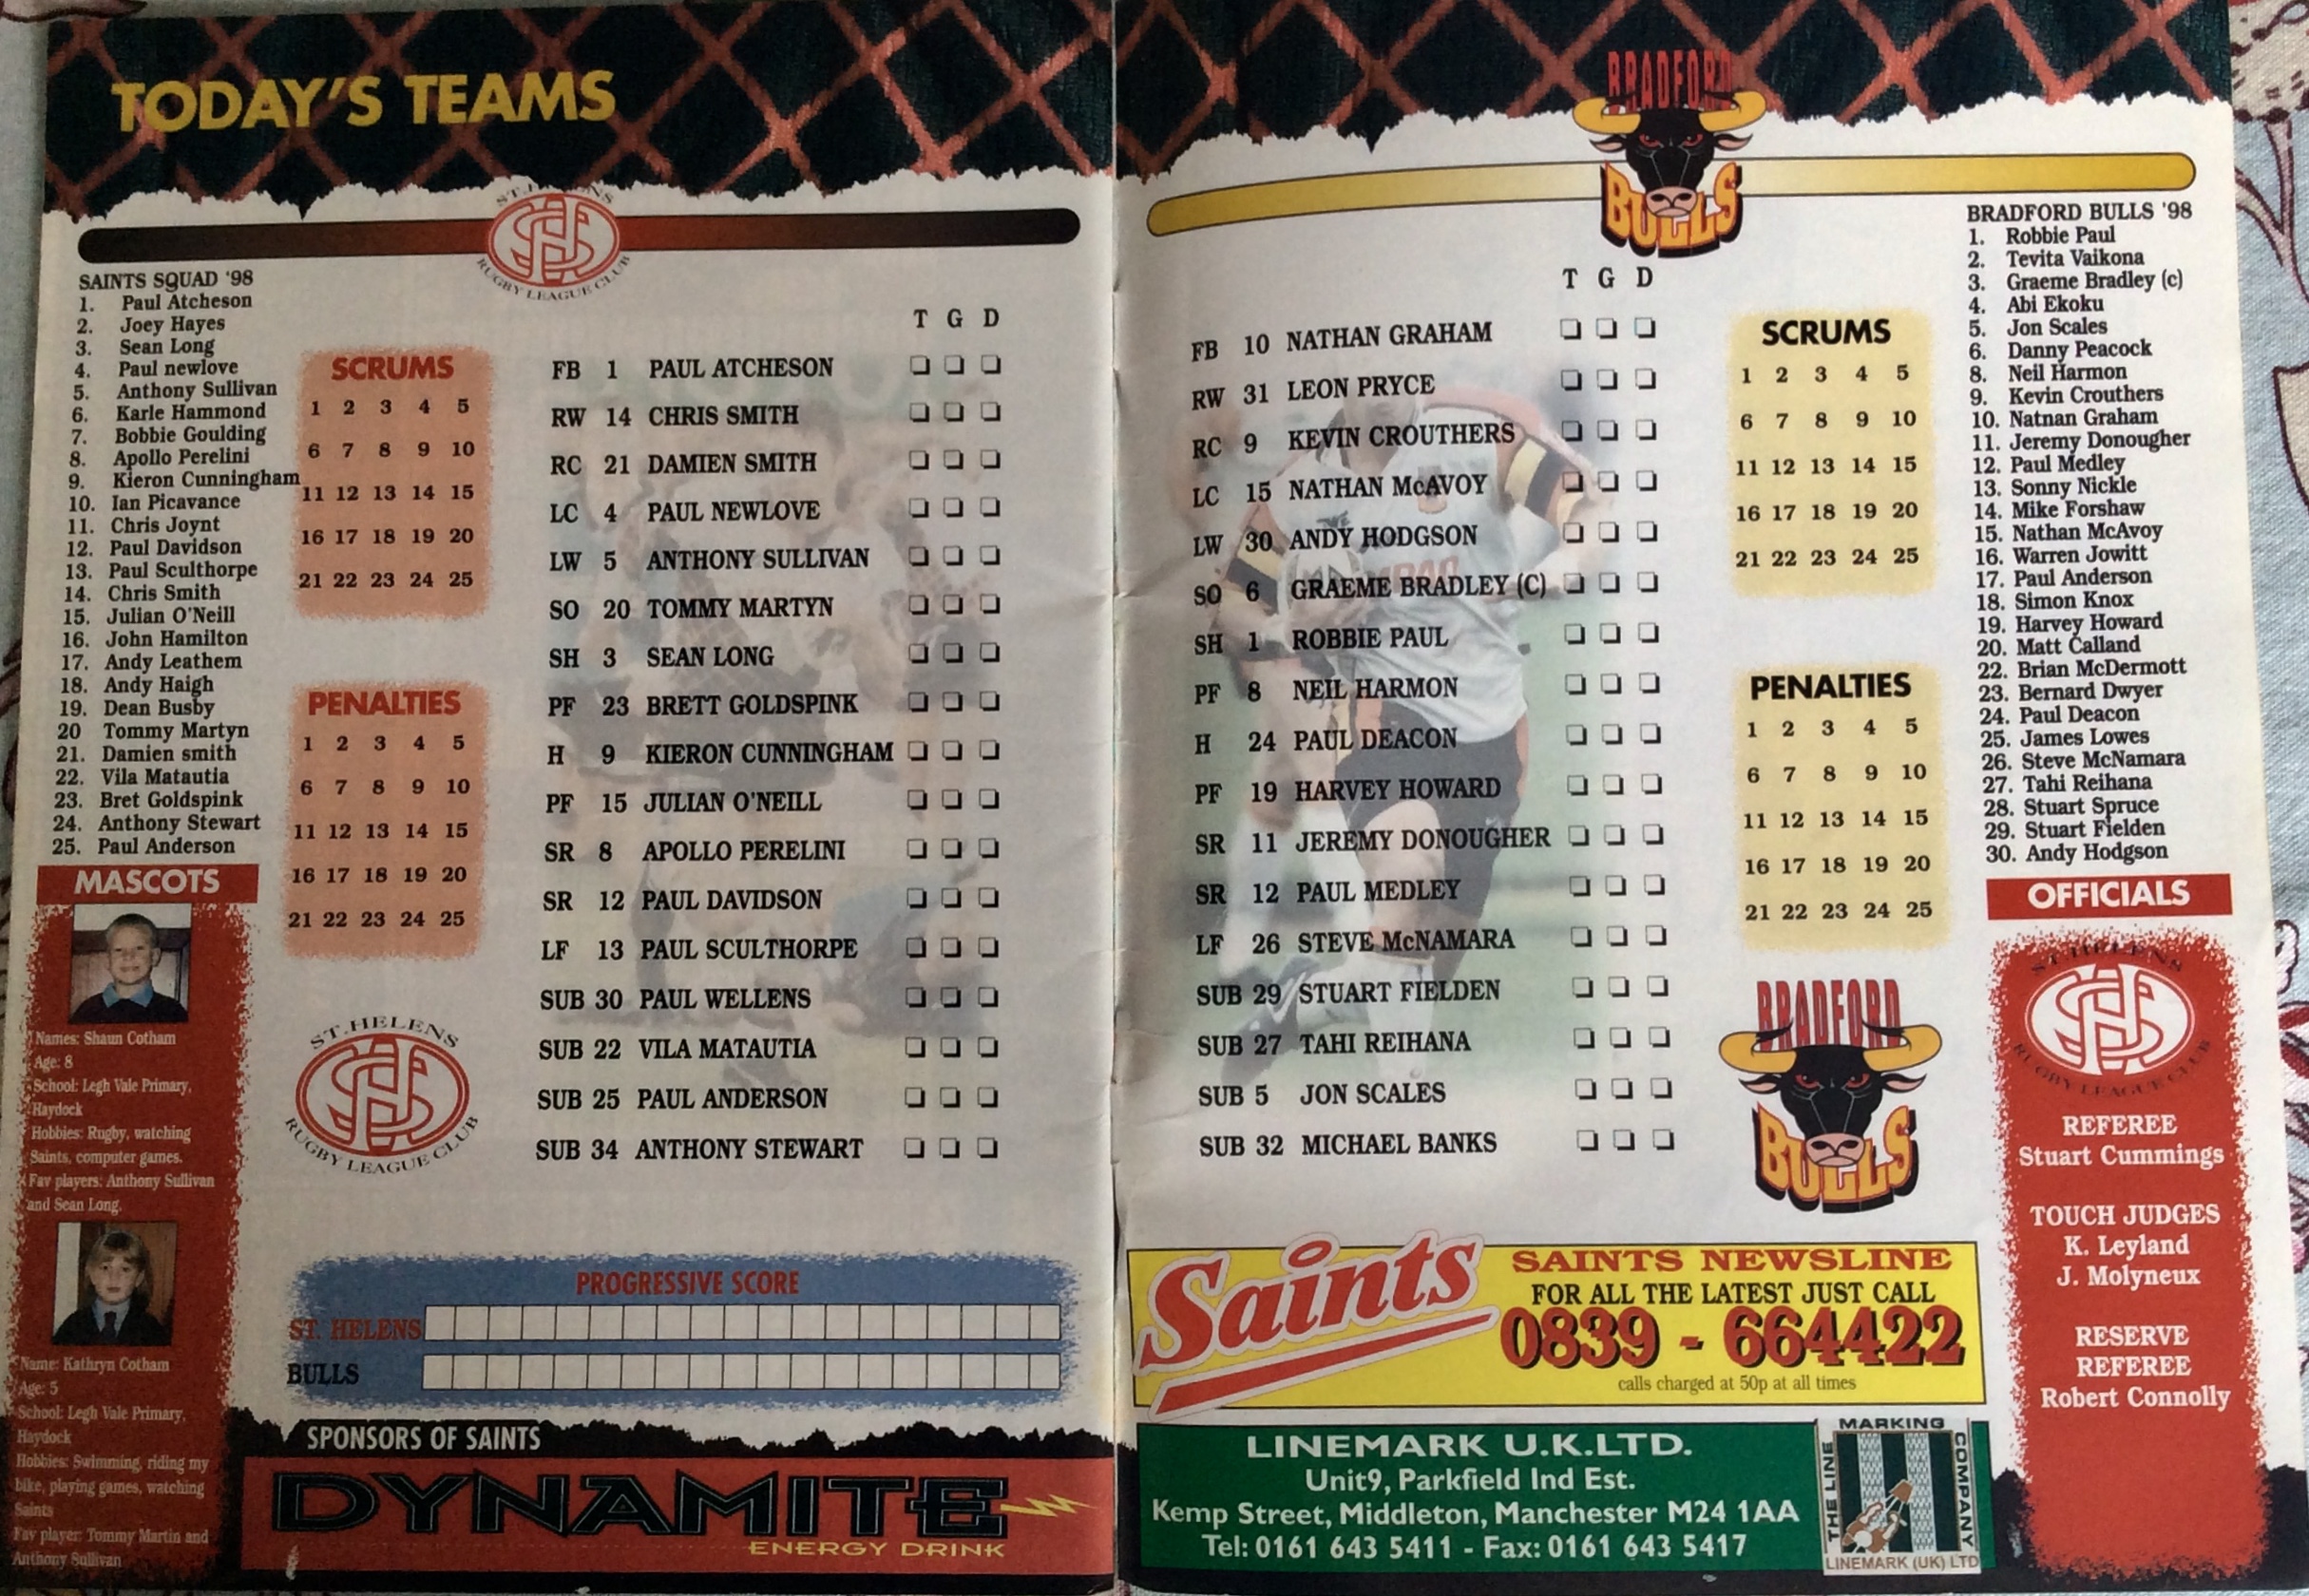 TODAY'S TEAMS
ST. HELENS
RUGBY LEAGUE CLUB
SAINTS SQUAD '98
1. Paul Atcheson
2. Joey Hayes
3. Sean Long
4. Paul newlove
5. Anthony Sullivan
6. Karle Hammond
7. Bobbie Goulding
8. Apollo Perelini
9. Kieron Cunningham
10. Ian Picavance
11. Chris Joynt
12. Paul Davidson
13. Paul Sculthorpe
14. Chris Smith
15. Julian O'Neill
16. John Hamilton
17. Andy Leathem
18. Andy Haigh
19. Dean Busby
20 Tommy Martyn
21. Damien smith
22. Vila Matautia
23. Bret Goldspink
24. Anthony Stewart
25. Paul Anderson
MASCOTS
Names: Shaun Cotham
Age: 8
School: Legh Vale Primary,
Haydock
Hobbies: Rugby, watching
Saints, computer games.
Fav players: Anthony Sullivan
and Sean Long.
Name: Kathryn Cotham
Age: 5
School: Legh Vale Primary,
Haydock
Hobbies: Swimming, riding my
bike, playing games, watching
Saints
Fav player: Tommy Martin and
Anthony Sullivan
SCRUMS
1 2 3 4 5
6 7 8 9 10
11 12 13 14 15
16 17 18 19 20
21 22 23 24 25
PENALTIES
1 2 3 4 5
6 7 8 9 10
11 12 13 14 15
16 17 18 19 20
21 22 23 24 25
ST. HELENS
RUGBY LEAGUE CLUB
T G D
FB 1 PAUL ATCHESON
RW 14 CHRIS SMITH
RC 21 DAMIEN SMITH
LC 4 PAUL NEWLOVE
LW 5 ANTHONY SULLIVAN
SO 20 TOMMY MARTYN
SH 3 SEAN LONG
PF 23 BRETT GOLDSPINK
H 9 KIERON CUNNINGHAM
PF 15 JULIAN O'NEILL
SR 8 APOLLO PERELINI
SR 12 PAUL DAVIDSON
LF 13 PAUL SCULTHORPE
SUB 30 PAUL WELLENS
SUB 22 VILA MATAUTIA
SUB 25 PAUL ANDERSON
SUB 34 ANTHONY STEWART
PROGRESSIVE SCORE
ST. HELENS
BULLS
SPONSORS OF SAINTS
DYNAMITE
ENERGY DRINK
BRADFORD
BULLS
T G D
FB 10 NATHAN GRAHAM
RW 31 LEON PRYCE
RC 9 KEVIN CROUTHERS
LC 15 NATHAN McAVOY
LW 30 ANDY HODGSON
SO 6 GRAEME BRADLEY (C)
SH 1 ROBBIE PAUL
PF 8 NEIL HARMON
H 24 PAUL DEACON
PF 19 HARVEY HOWARD
SR 11 JEREMY DONOUGHER
SR 12 PAUL MEDLEY
LF 26 STEVE McNAMARA
SUB 29 STUART FIELDEN
SUB 27 TAHI REIHANA
SUB 5 JON SCALES
SUB 32 MICHAEL BANKS
SCRUMS
1 2 3 4 5
6 7 8 9 10
11 12 13 14 15
16 17 18 19 20
21 22 23 24 25
PENALTIES
1 2 3 4 5
6 7 8 9 10
11 12 13 14 15
16 17 18 19 20
21 22 23 24 25
BRADFORD
BULLS
BRADFORD BULLS '98
1. Robbie Paul
2. Tevita Vaikona
3. Graeme Bradley (c)
4. Abi Ekoku
5. Jon Scales
6. Danny Peacock
8. Neil Harmon
9. Kevin Crouthers
10. Natnan Graham
11. Jeremy Donougher
12. Paul Medley
13. Sonny Nickle
14. Mike Forshaw
15. Nathan McAvoy
16. Warren Jowitt
17. Paul Anderson
18. Simon Knox
19. Harvey Howard
20. Matt Calland
22. Brian McDermott
23. Bernard Dwyer
24. Paul Deacon
25. James Lowes
26. Steve McNamara
27. Tahi Reihana
28. Stuart Spruce
29. Stuart Fielden
30. Andy Hodgson
OFFICIALS
ST. HELENS
RUGBY LEAGUE CLUB
REFEREE
Stuart Cummings
TOUCH JUDGES
K. Leyland
J. Molyneux
RESERVE
REFEREE
Robert Connolly
Saints
SAINTS NEWSLINE
FOR ALL THE LATEST JUST CALL
0839 - 664422
calls charged at 50p at all times
LINEMARK U.K.LTD.
Unit9, Parkfield Ind Est.
Kemp Street, Middleton, Manchester M24 1AA
Tel: 0161 643 5411 - Fax: 0161 643 5417
THE LINE
MARKING
COMPANY
LINEMARK (UK) LTD